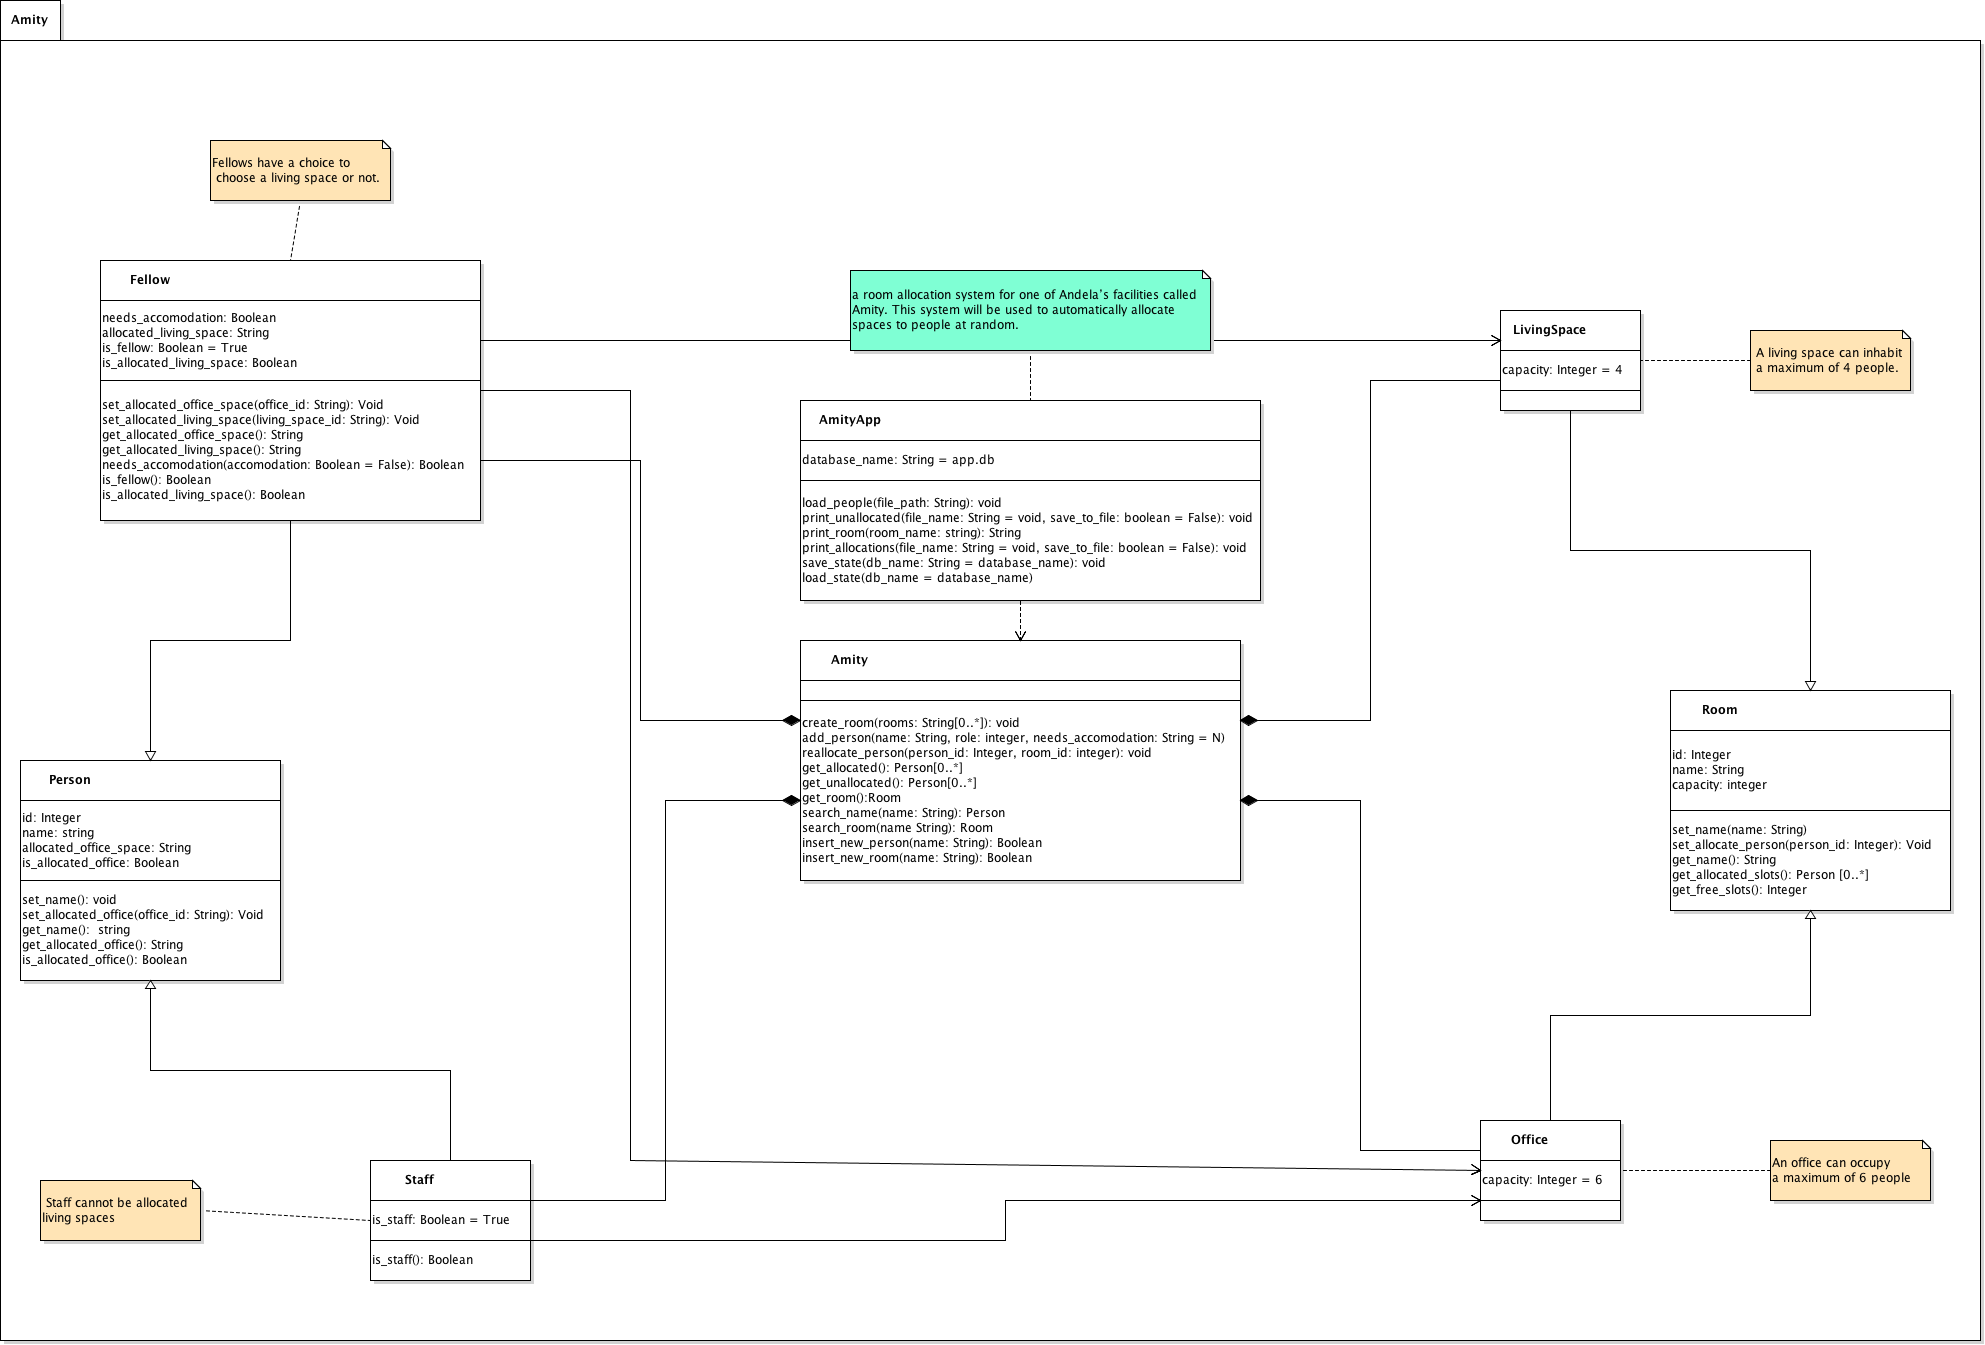 Amity
Fellows have a choice to
choose a living space or not.
Fellow
needs_accomodation: Boolean
allocated_living_space: String
is_fellow: Boolean = True
is_allocated_living_space: Boolean
set_allocated_office_space(office_id: String): Void
set_allocated_living_space(living_space_id: String): Void
get_allocated_office_space(): String
get_allocated_living_space(): String
needs_accomodation(accomodation: Boolean = False): Boolean
is_fellow(): Boolean
is_allocated_living_space(): Boolean
a room allocation system for one of Andela's facilities called
Amity. This system will be used to automatically allocate
spaces to people at random.
AmityApp
database_name: String = app.db
load_people(file_path: String): void
print_unallocated(file_name: String = void, save_to_file: boolean = False): void
print_room(room_name: string): String
print_allocations(file_name: String = void, save_to_file: boolean = False): void
save_state(db_name: String = database_name): void
load_state(db_name = database_name)
LivingSpace
capacity: Integer = 4
A living space can inhabit
a maximum of 4 people.
Amity
create_room(rooms: String[0..*]): void
add_person(name: String, role: integer, needs_accomodation: String = N)
reallocate_person(person_id: Integer, room_id: integer): void
get_allocated(): Person[0..*]
get_unallocated(): Person[0..*]
get_room():Room
search_name(name: String): Person
search_room(name String): Room
insert_new_person(name: String): Boolean
insert_new_room(name: String): Boolean
Room
id: Integer
name: String
capacity: integer
set_name(name: String)
set_allocate_person(person_id: Integer): Void
get_name(): String
get_allocated_slots(): Person [0..*]
get_free_slots(): Integer
Person
id: Integer
name: string
allocated_office_space: String
is_allocated_office: Boolean
set_name(): void
set_allocated_office(office_id: String): Void
get_name():  string
get_allocated_office(): String
is_allocated_office(): Boolean
Staff cannot be allocated
living spaces
Staff
is_staff: Boolean = True
is_staff(): Boolean
Office
capacity: Integer = 6
An office can occupy
a maximum of 6 people